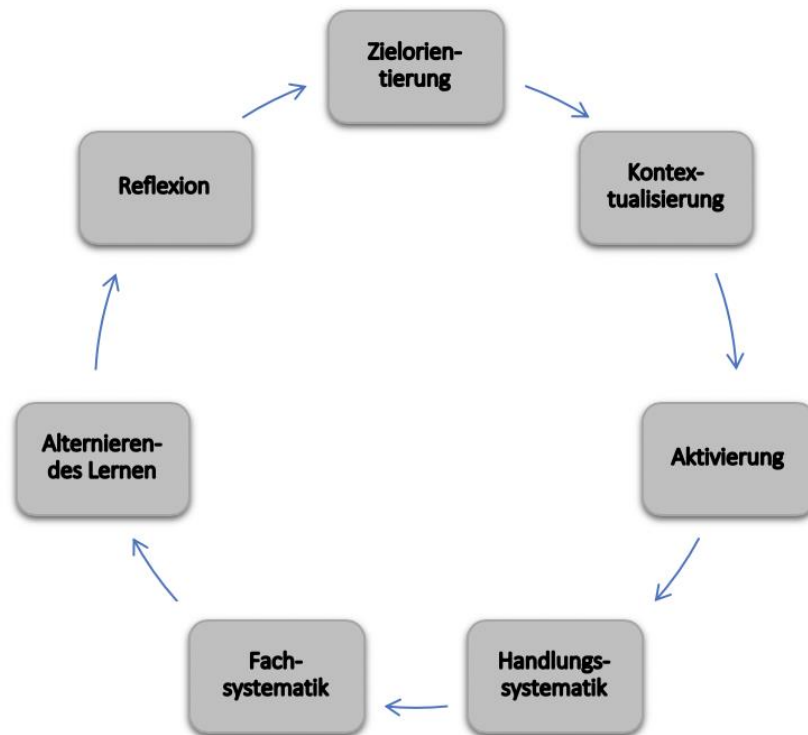 Zielorien-
tierung
Kontex-
tualisierung
Aktivierung
Handlungs-
systematik
Fach-
systematik
Alternieren-
des Lernen
Reflexion